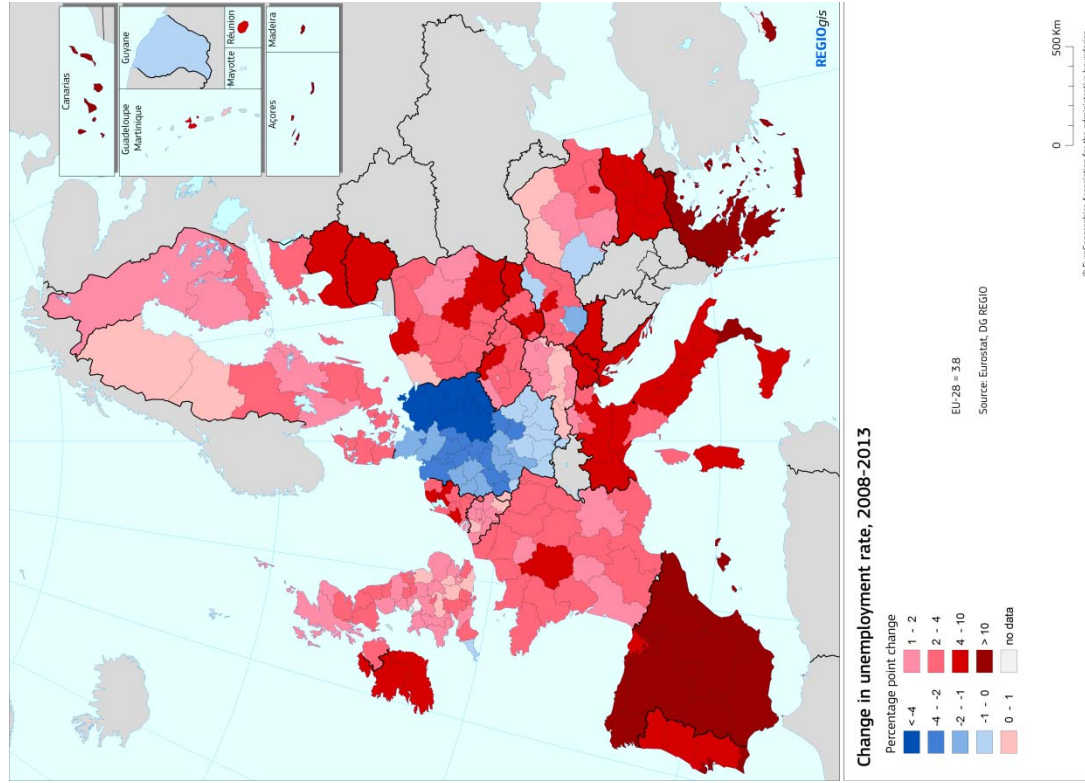 Canarias
Guadeloupe
Martinique
Guyane
Mayotte
Réunion
Açores
Madeira
REGIOgis
Change in unemployment rate, 2008-2013
Percentage point change
< -4
-4 - -2
-2 - -1
-1 - 0
0 - 1
1 - 2
2 - 4
4 - 10
> 10
no data
EU-28 = 3.8
Source: Eurostat, DG REGIO
0 500 Km